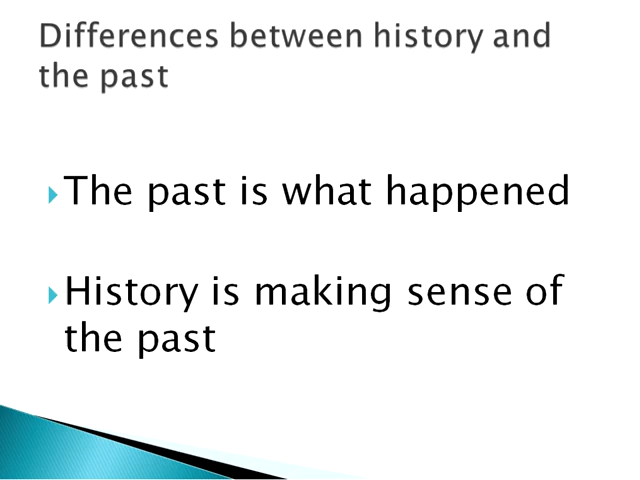 Differences between history and
the past
The past is what happened
History is making sense of
the past